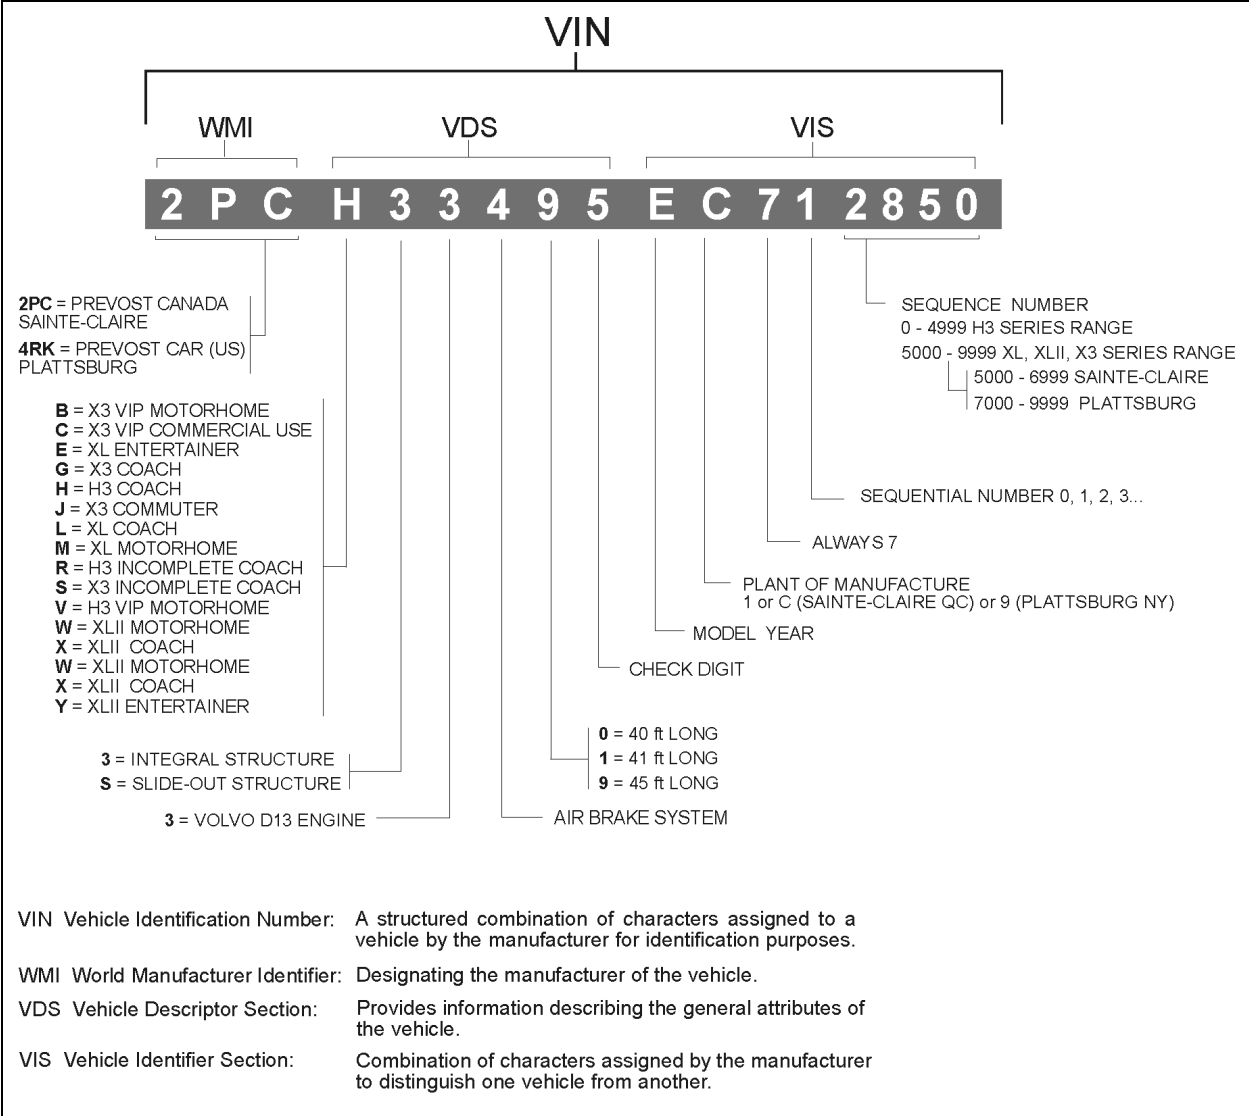 VIN
WMI VDS VIS
2 P C H 3 3 4 9 5 E C 7 1 2 8 5 0
2PC = PREVOST CANADA
SAINTE-CLAIRE
4RK = PREVOST CAR (US)
PLATTSBURG
B = X3 VIP MOTORHOME
C = X3 VIP COMMERCIAL USE
E = XL ENTERTAINER
G = X3 COACH
H = H3 COACH
J = X3 COMMUTER
L = XL COACH
M = XL MOTORHOME
R = H3 INCOMPLETE COACH
S = X3 INCOMPLETE COACH
V = H3 VIP MOTORHOME
W = XLII MOTORHOME
X = XLII COACH
W = XLII MOTORHOME
X = XLII COACH
Y = XLII ENTERTAINER
3 = INTEGRAL STRUCTURE
S = SLIDE-OUT STRUCTURE
3 = VOLVO D13 ENGINE
SEQUENCE NUMBER
0 - 4999 H3 SERIES RANGE
5000 - 9999 XL, XLII, X3 SERIES RANGE
5000 - 6999 SAINTE-CLAIRE
7000 - 9999 PLATTSBURG
SEQUENTIAL NUMBER 0, 1, 2, 3...
ALWAYS 7
PLANT OF MANUFACTURE
1 or C (SAINTE-CLAIRE QC) or 9 (PLATTSBURG NY)
MODEL YEAR
CHECK DIGIT
0 = 40 ft LONG
1 = 41 ft LONG
9 = 45 ft LONG
AIR BRAKE SYSTEM
VIN Vehicle Identification Number: A structured combination of characters assigned to a
vehicle by the manufacturer for identification purposes.
WMI World Manufacturer Identifier: Designating the manufacturer of the vehicle.
VDS Vehicle Descriptor Section: Provides information describing the general attributes of
the vehicle.
VIS Vehicle Identifier Section: Combination of characters assigned by the manufacturer
to distinguish one vehicle from another.